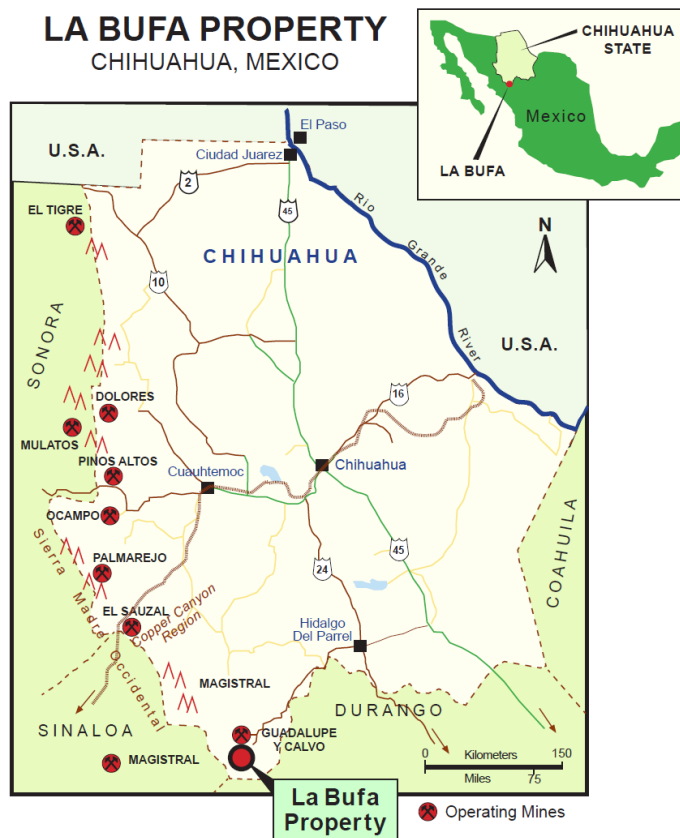 LA BUFA PROPERTY
CHIHUAHUA, MEXICO
CHIHUAHUA
STATE
Mexico
LA BUFA
U.S.A.
El Paso
Ciudad Juarez
2
45
EL TIGRE
Rio
Grande
River
CHIHUAHUA
N
10
U.S.A.
SONORA
16
DOLORES
MULATOS
PINOS ALTOS
Chihuahua
Cuauhtemoc
OCAMPO
COAHUILA
Sierra
Madre
Occidental
PALMAREJO
24
45
EL SAUZAL
Copper Canyon
Region
Hidalgo
Del Parrel
MAGISTRAL
SINALOA
DURANGO
GUADALUPE
Y CALVO
MAGISTRAL
0
Kilometers
150
Miles
75
La Bufa
Property
Operating Mines